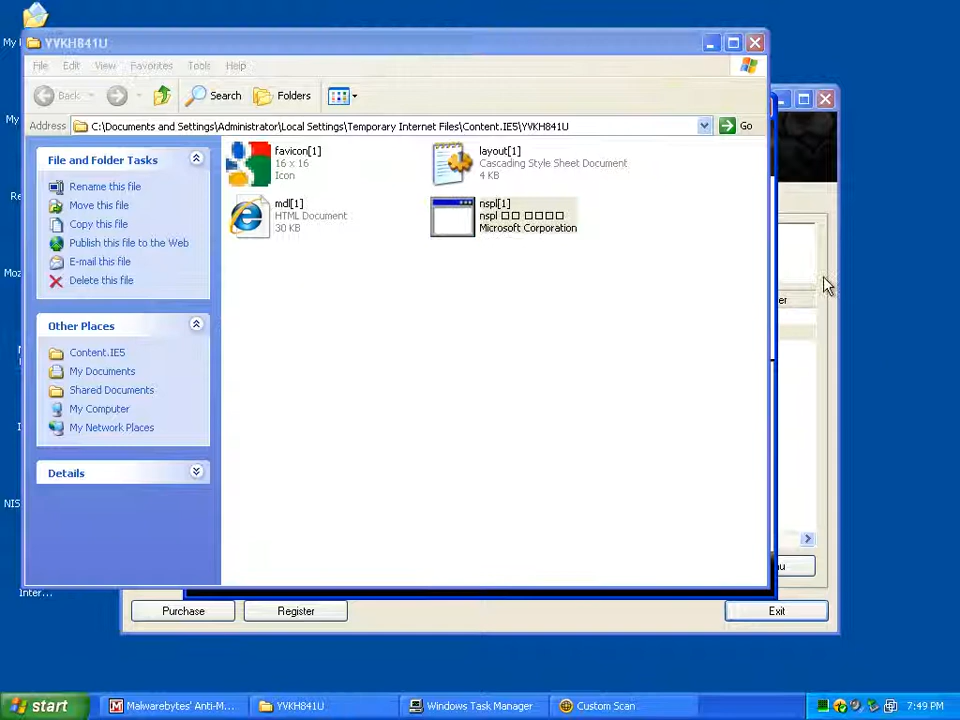 YVKH841U
File Edit View Favorites Tools Help
Back Search Folders
Address C:\Documents and Settings\Administrator\Local Settings\Temporary Internet Files\Content.IE5\YVKH841U Go
File and Folder Tasks
Rename this file
Move this file
Copy this file
Publish this file to the Web
E-mail this file
Delete this file
Other Places
Content.IE5
My Documents
Shared Documents
My Computer
My Network Places
Details
favicon[1]
16 x 16
Icon
layout[1]
Cascading Style Sheet Document
4 KB
mdl[1]
HTML Document
30 KB
nspl[1]
nspl □□ □□□□
Microsoft Corporation
My
My
Re
Moz
NIS
Inter...
Purchase Register Exit
start Malwarebytes' Anti-M... YVKH841U Windows Task Manager Custom Scan 7:49 PM